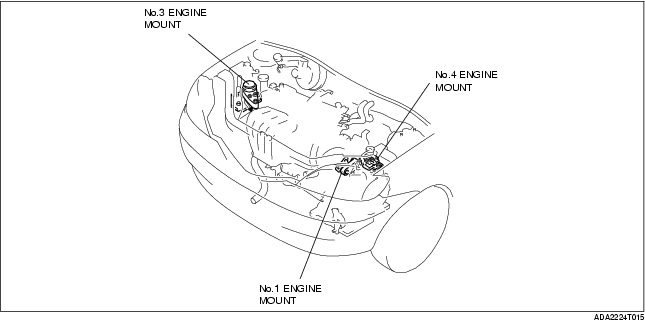 No.3 ENGINE
MOUNT
No.4 ENGINE
MOUNT
No.1 ENGINE
MOUNT
ADA2224T015